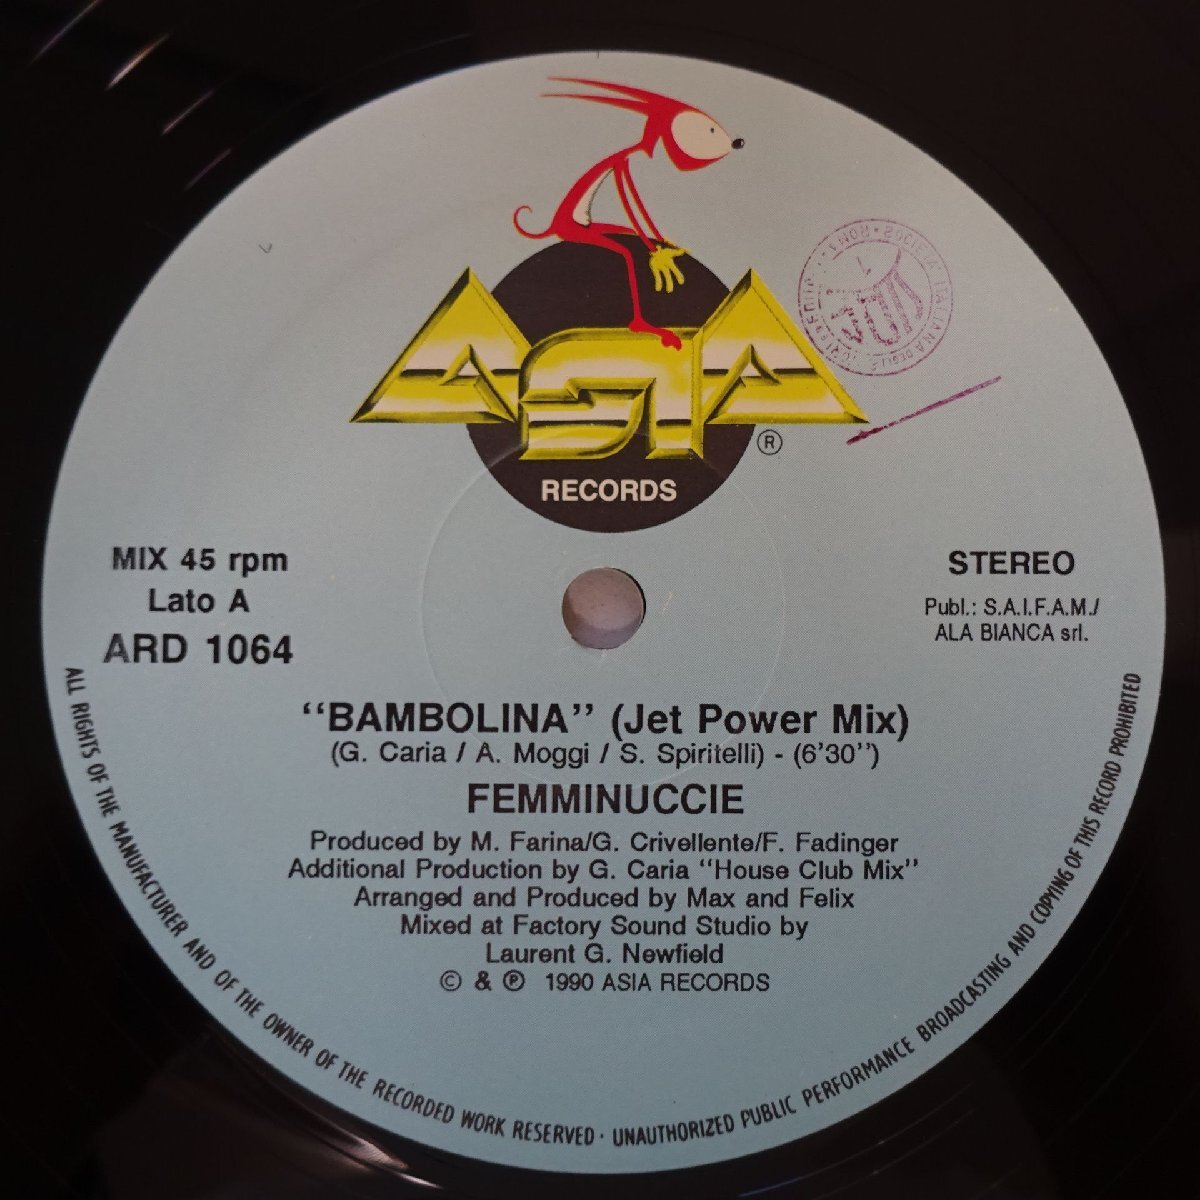 ASIA
®
RECORDS
MIX 45 rpm
Lato A
ARD 1064
STEREO
Publ.: S.A.I.F.A.M./
ALA BIANCA srl.
"BAMBOLINA" (Jet Power Mix)
(G. Caria / A. Moggi / S. Spiritelli) - (6'30'')
FEMMINUCCIE
Produced by M. Farina/G. Crivellente/F. Fadinger
Additional Production by G. Caria "House Club Mix"
Arranged and Produced by Max and Felix
Mixed at Factory Sound Studio by
Laurent G. Newfield
© & ℗ 1990 ASIA RECORDS
ALL RIGHTS OF THE MANUFACTURER AND OF THE OWNER OF THE RECORDED WORK RESERVED · UNAUTHORIZED PUBLIC PERFORMANCE BROADCASTING AND COPYING OF THIS RECORD PROHIBITED
SOCIETA ITALIANA DEGLI